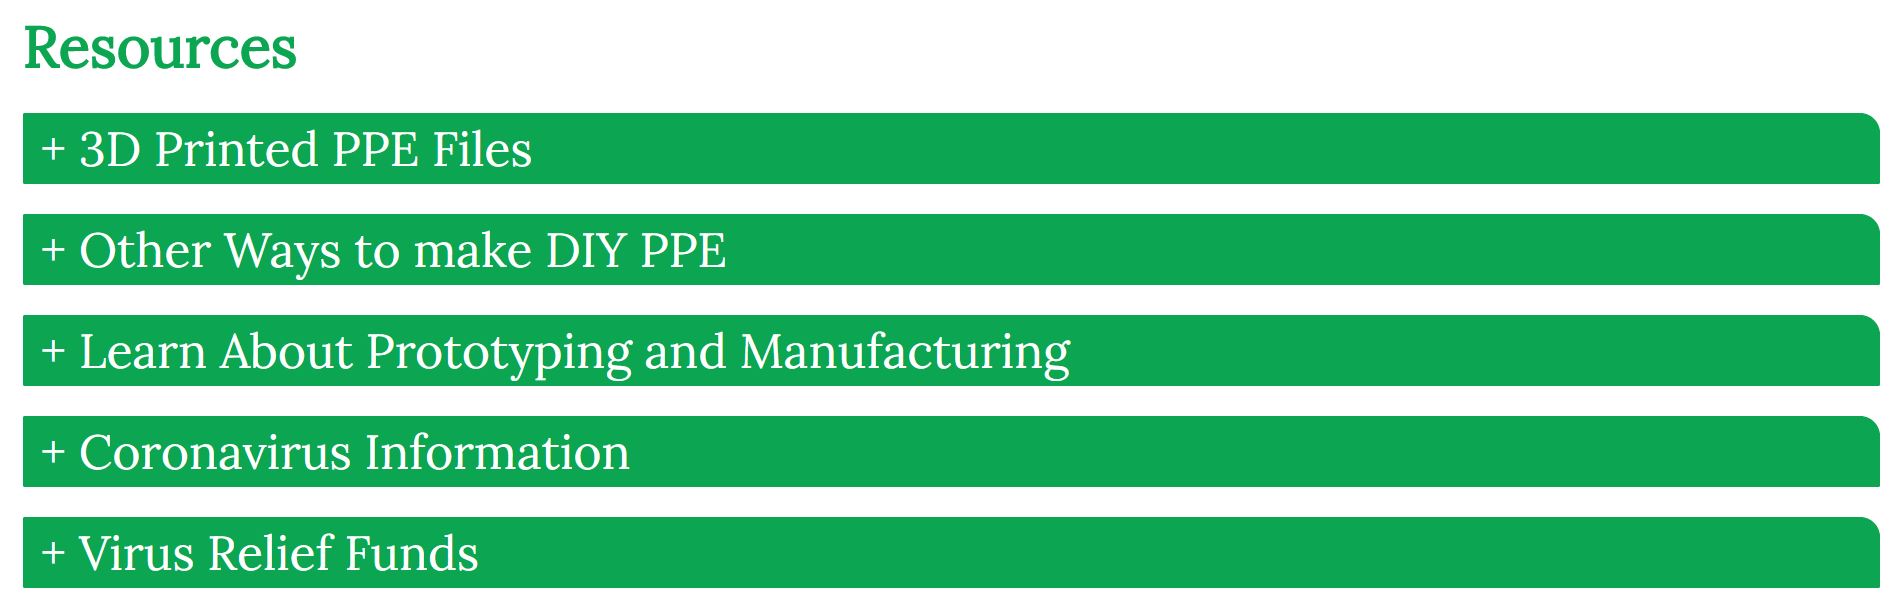 Resources
+ 3D Printed PPE Files
+ Other Ways to make DIY PPE
+ Learn About Prototyping and Manufacturing
+ Coronavirus Information
+ Virus Relief Funds